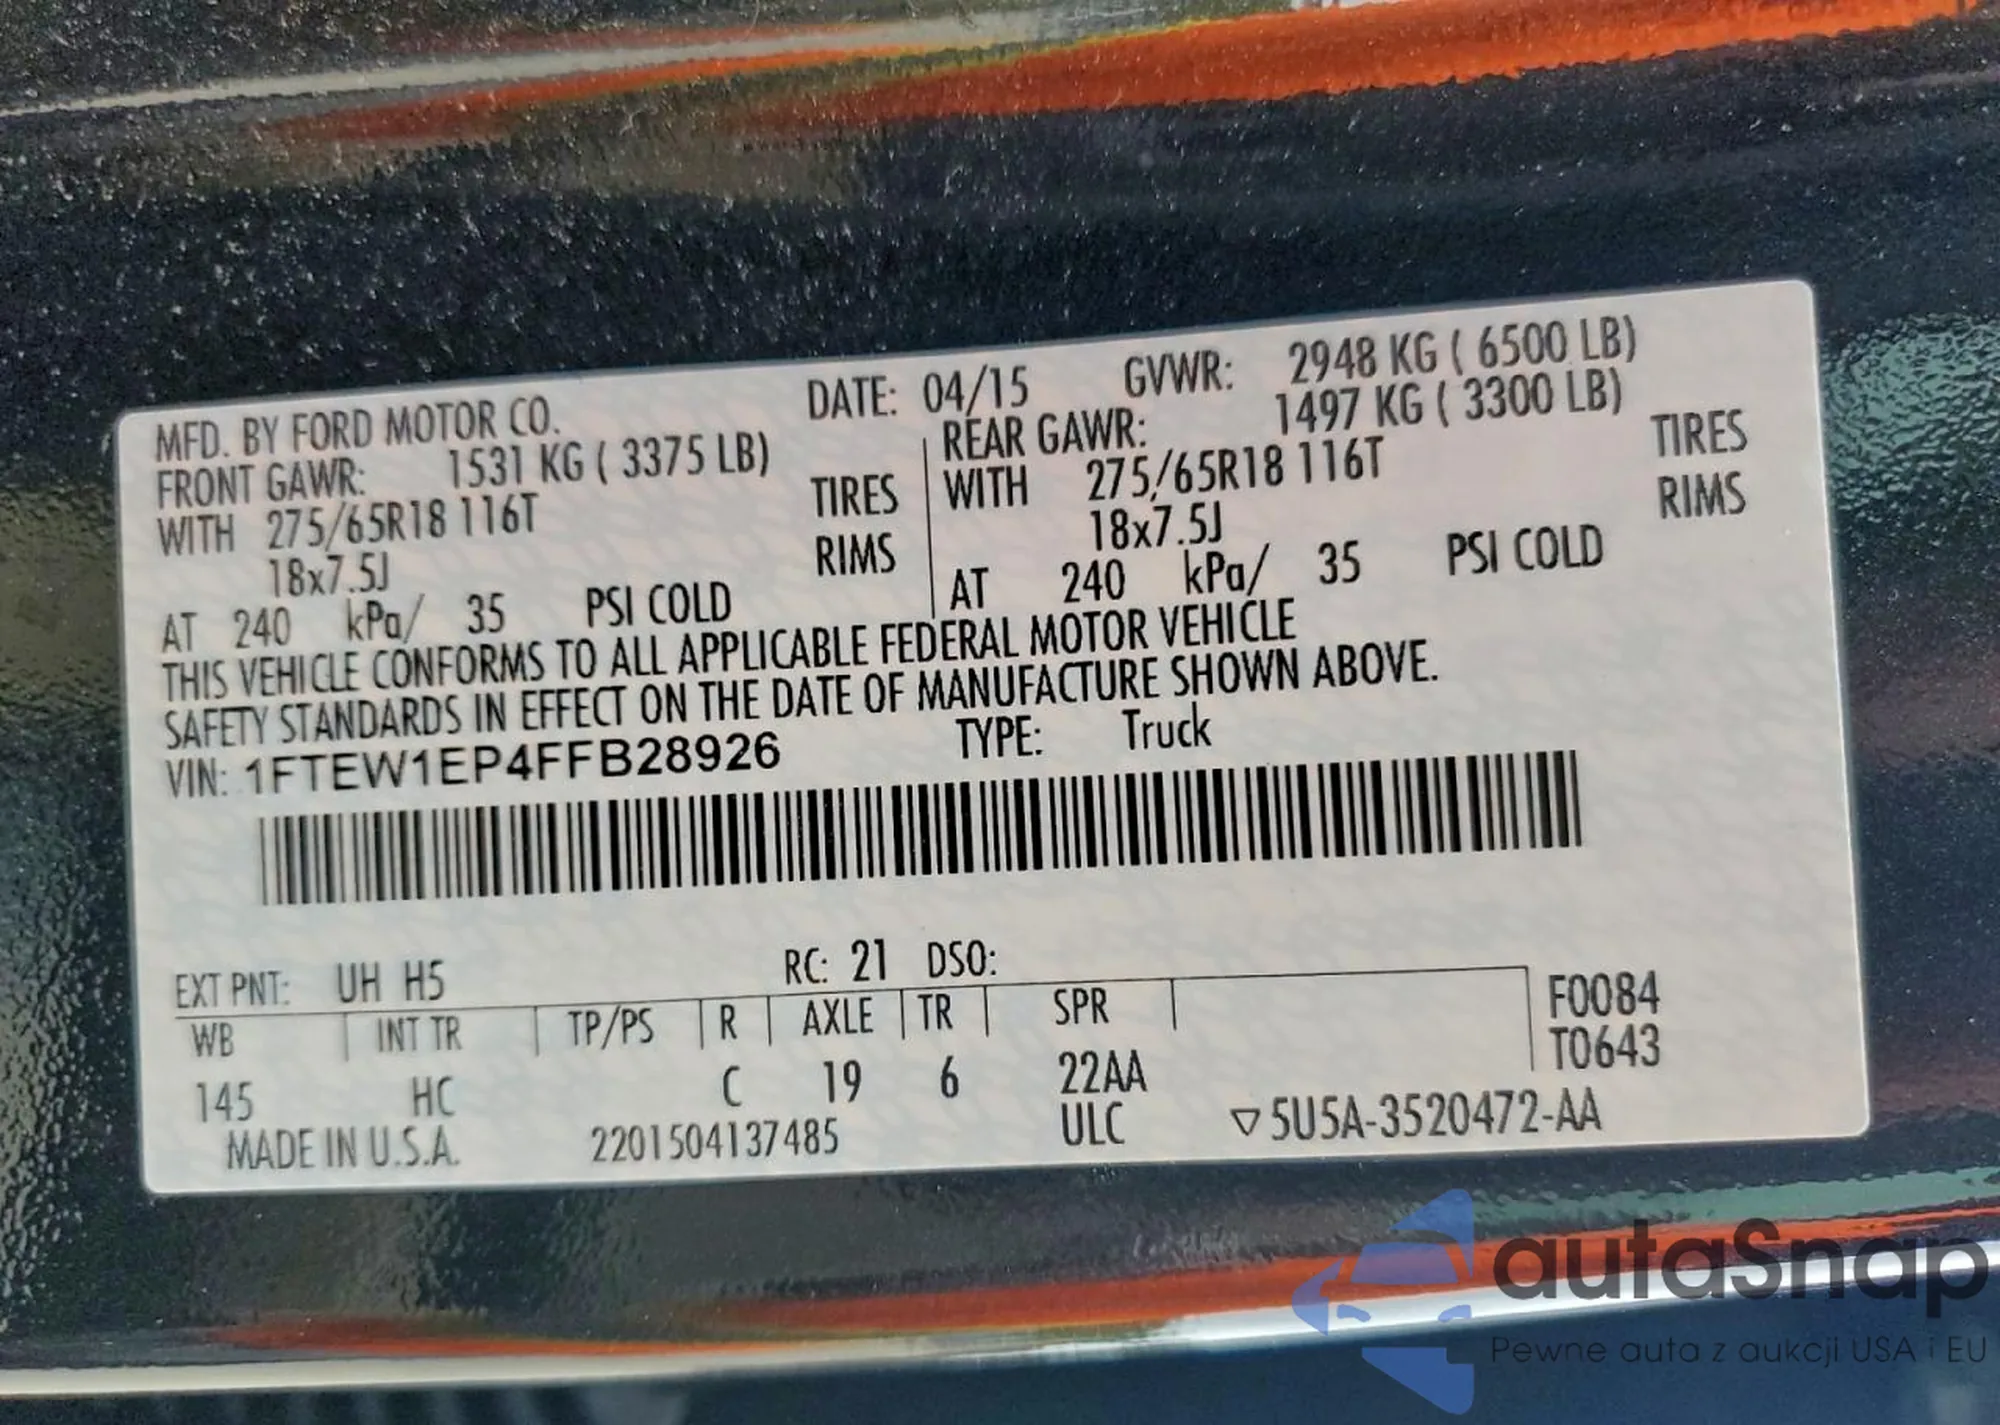 MFD. BY FORD MOTOR CO. DATE: 04/15 GVWR: 2948 KG ( 6500 LB)
FRONT GAWR: 1531 KG ( 3375 LB)
WITH 275/65R18 116T TIRES
18x7.5J RIMS
AT 240 kPa/ 35 PSI COLD
REAR GAWR: 1497 KG ( 3300 LB)
WITH 275/65R18 116T TIRES
18x7.5J RIMS
AT 240 kPa/ 35 PSI COLD
THIS VEHICLE CONFORMS TO ALL APPLICABLE FEDERAL MOTOR VEHICLE
SAFETY STANDARDS IN EFFECT ON THE DATE OF MANUFACTURE SHOWN ABOVE.
VIN: 1FTEW1EP4FFB28926 TYPE: Truck
EXT PNT: UH H5 RC: 21 DSO:
WB INT TR TP/PS R AXLE TR SPR F0084
T0643
145 HC C 19 6 22AA
MADE IN U.S.A. 2201504137485 ULC ▽5U5A-3520472-AA
autaSnap
Pewne auta z aukcji USA i EU